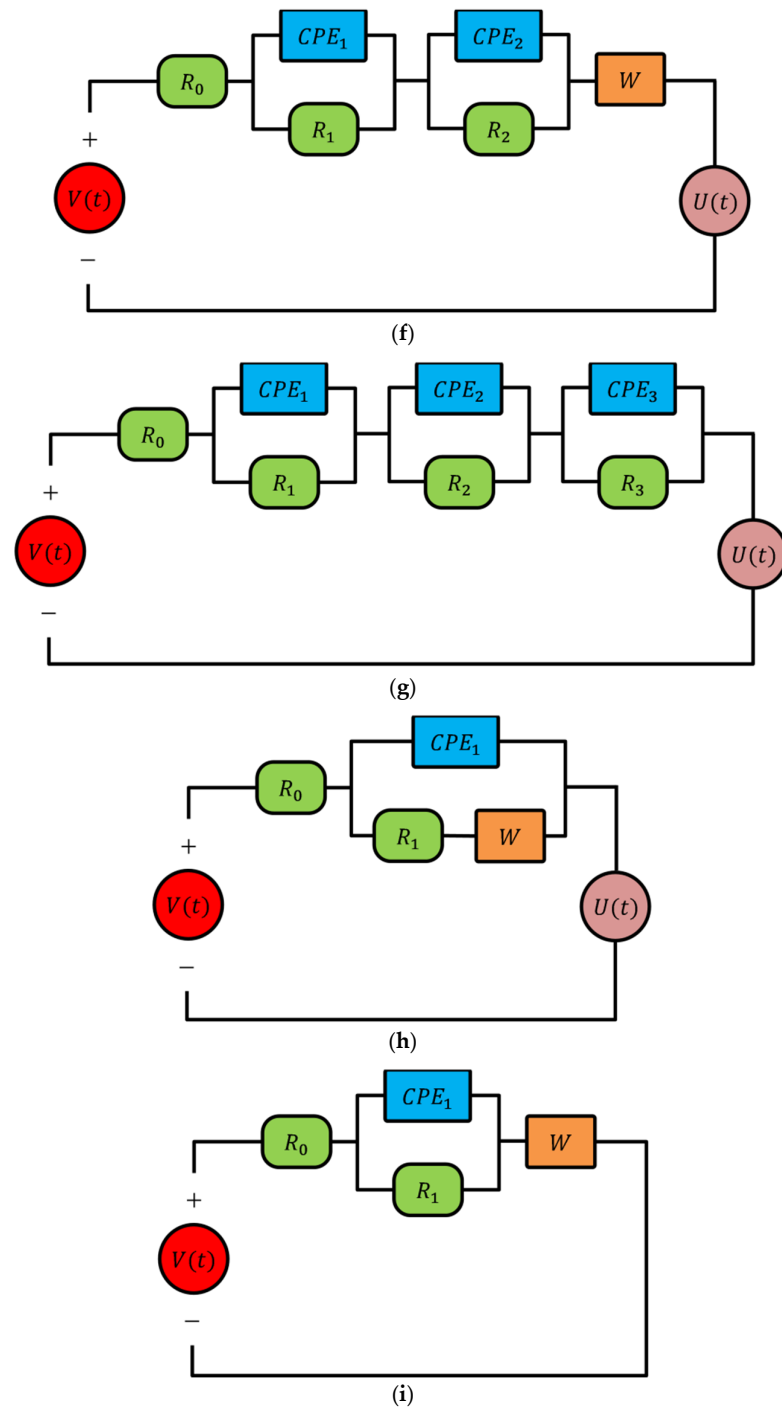 CPE₁ CPE₂
R₀ W
R₁ R₂
+
V(t) U(t)
−
(f)
CPE₁ CPE₂ CPE₃
R₀
R₁ R₂ R₃
+
V(t) U(t)
−
(g)
CPE₁
R₀
R₁ W
+
V(t) U(t)
−
(h)
CPE₁
R₀ W
R₁
+
V(t)
−
(i)